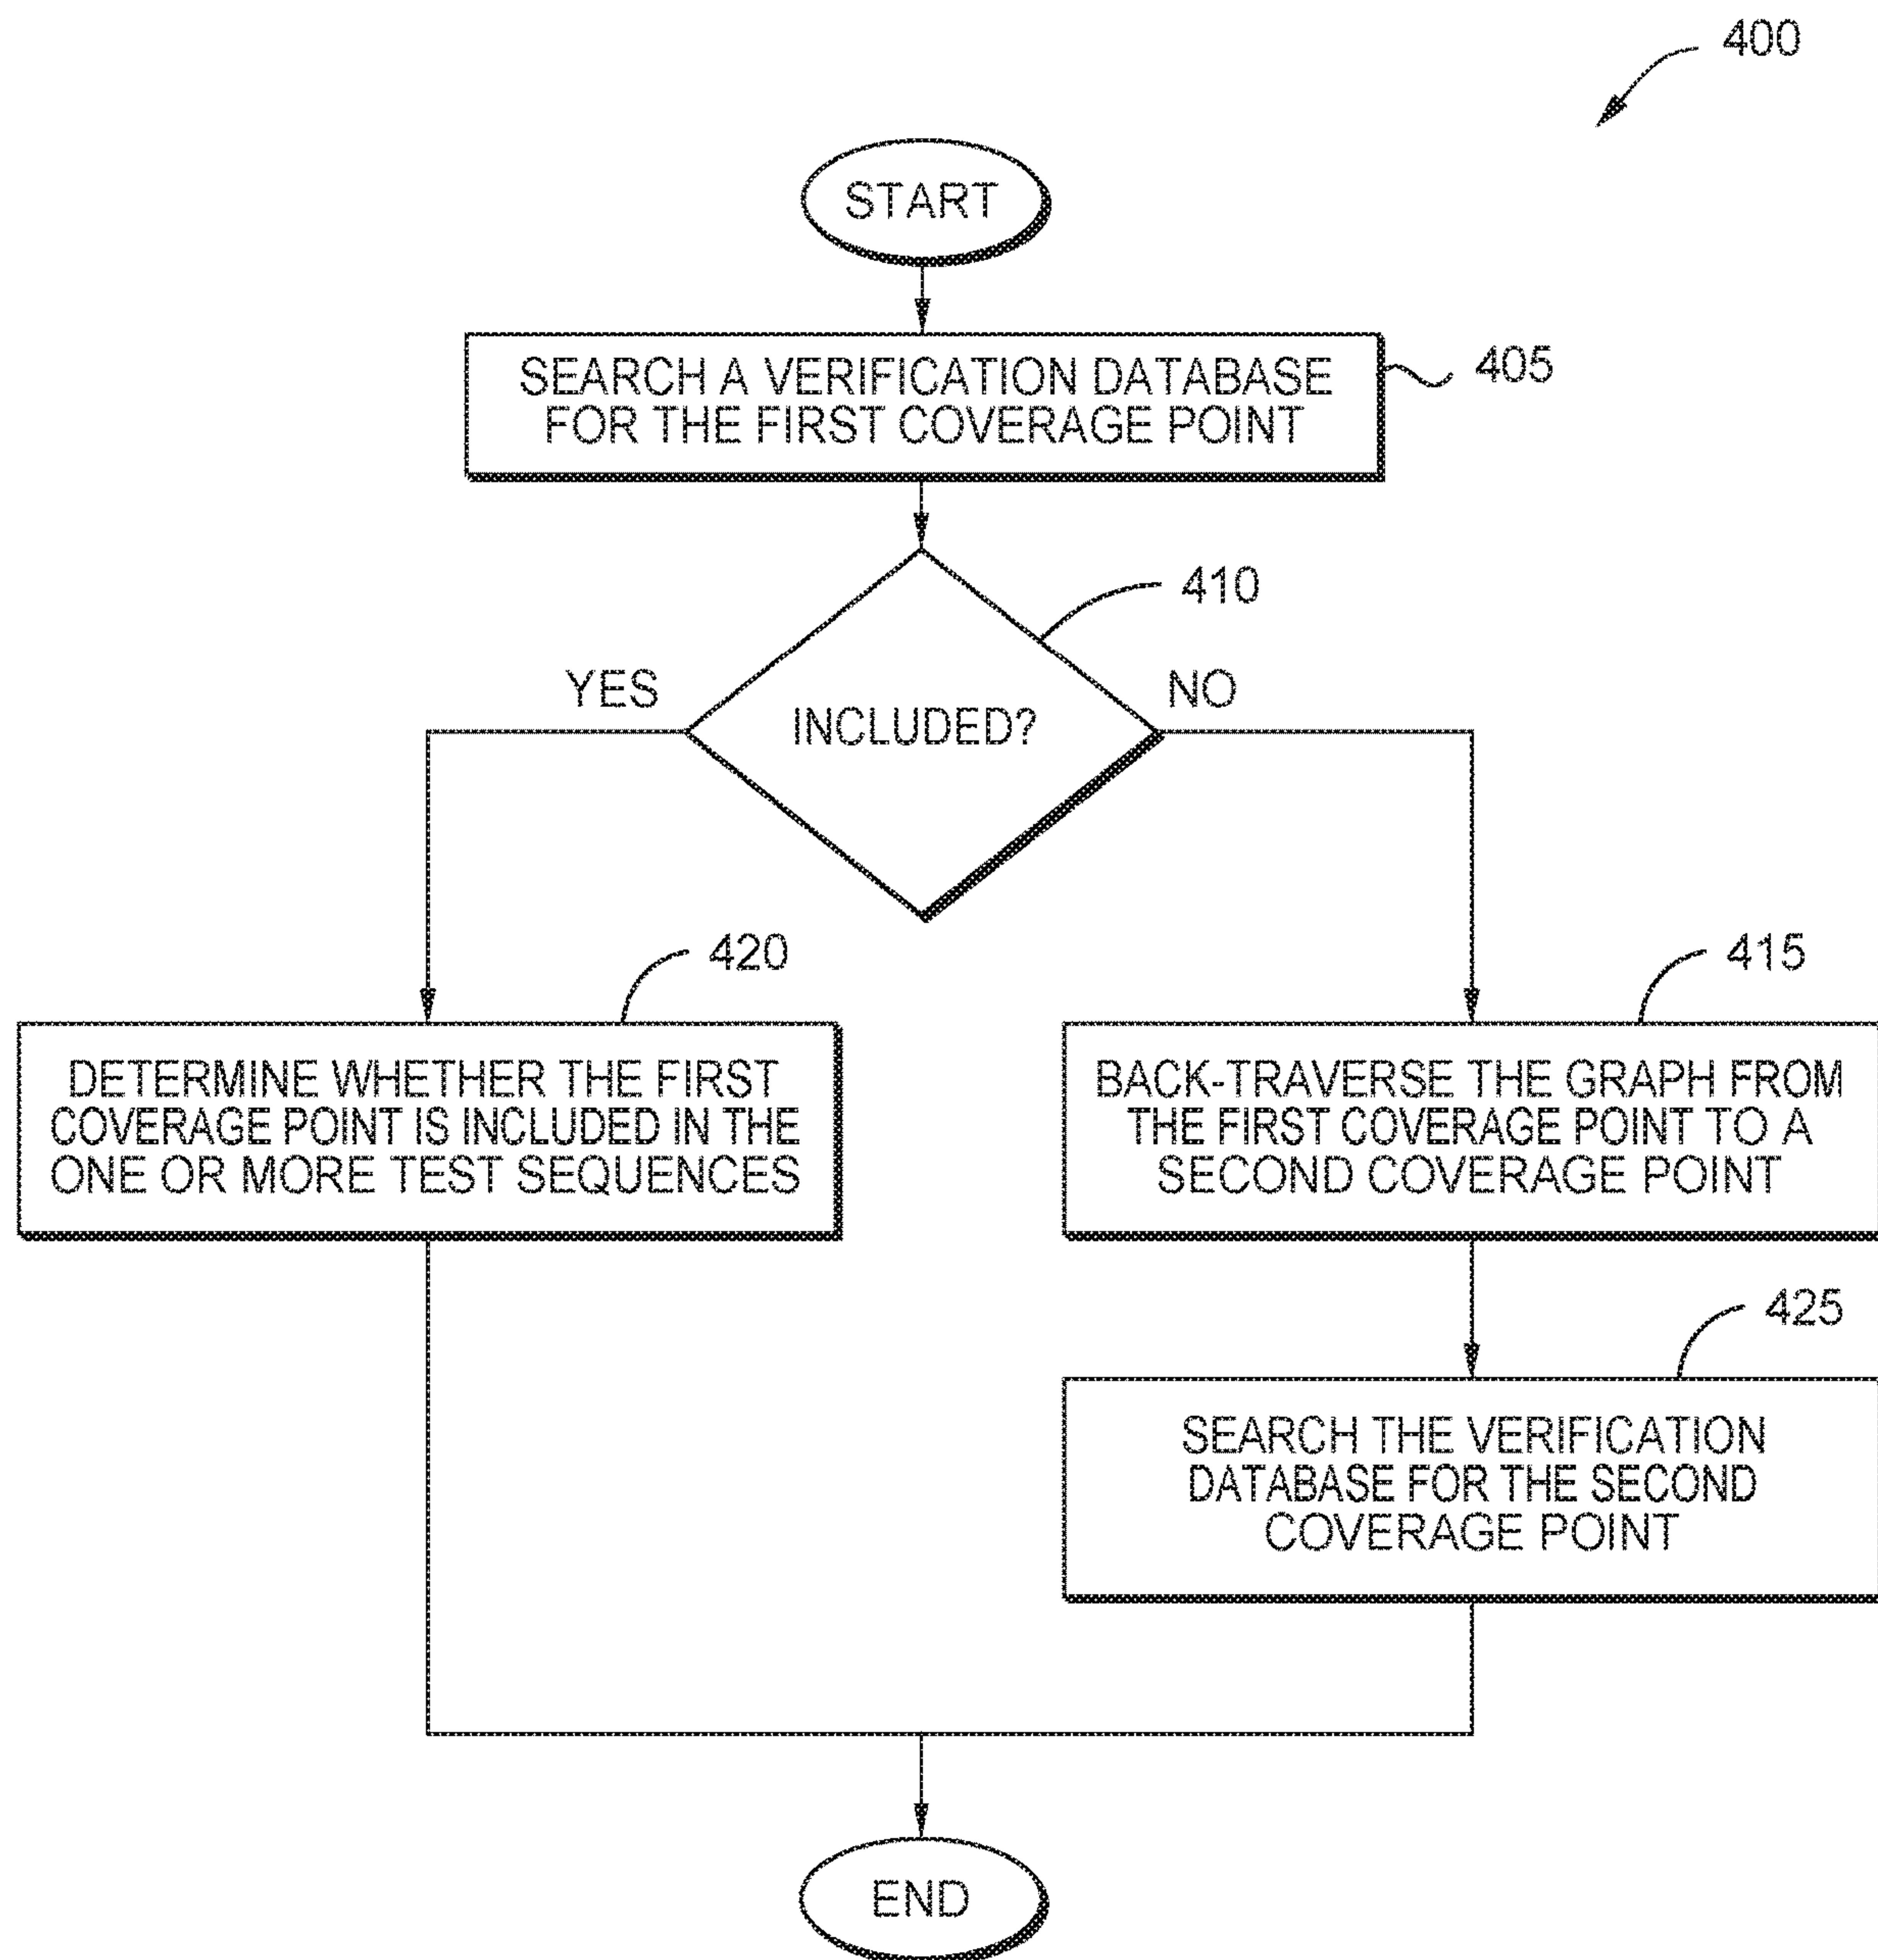 400
START
SEARCH A VERIFICATION DATABASE
FOR THE FIRST COVERAGE POINT
405
410
YES
NO
INCLUDED?
420
415
DETERMINE WHETHER THE FIRST
COVERAGE POINT IS INCLUDED IN THE
ONE OR MORE TEST SEQUENCES
BACK-TRAVERSE THE GRAPH FROM
THE FIRST COVERAGE POINT TO A
SECOND COVERAGE POINT
425
SEARCH THE VERIFICATION
DATABASE FOR THE SECOND
COVERAGE POINT
END